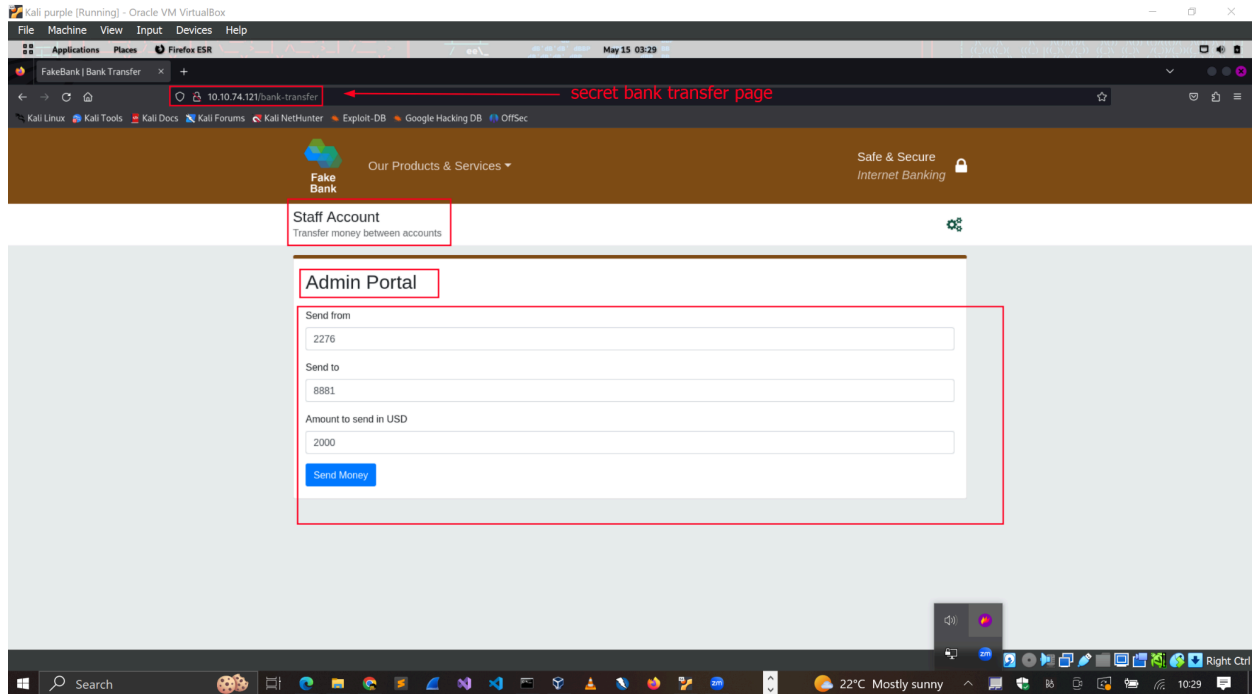 Kali purple [Running] - Oracle VM VirtualBox
File Machine View Input Devices Help
Applications Places Firefox ESR May 15 03:29
FakeBank | Bank Transfer
10.10.74.121/bank-transfer
secret bank transfer page
Kali Linux Kali Tools Kali Docs Kali Forums Kali NetHunter Exploit-DB Google Hacking DB OffSec
Fake
Bank
Our Products & Services
Safe & Secure
Internet Banking
Staff Account
Transfer money between accounts
Admin Portal
Send from
2276
Send to
8881
Amount to send in USD
2000
Send Money
zm
Right Ctrl
Search
zm
22°C Mostly sunny
10:29